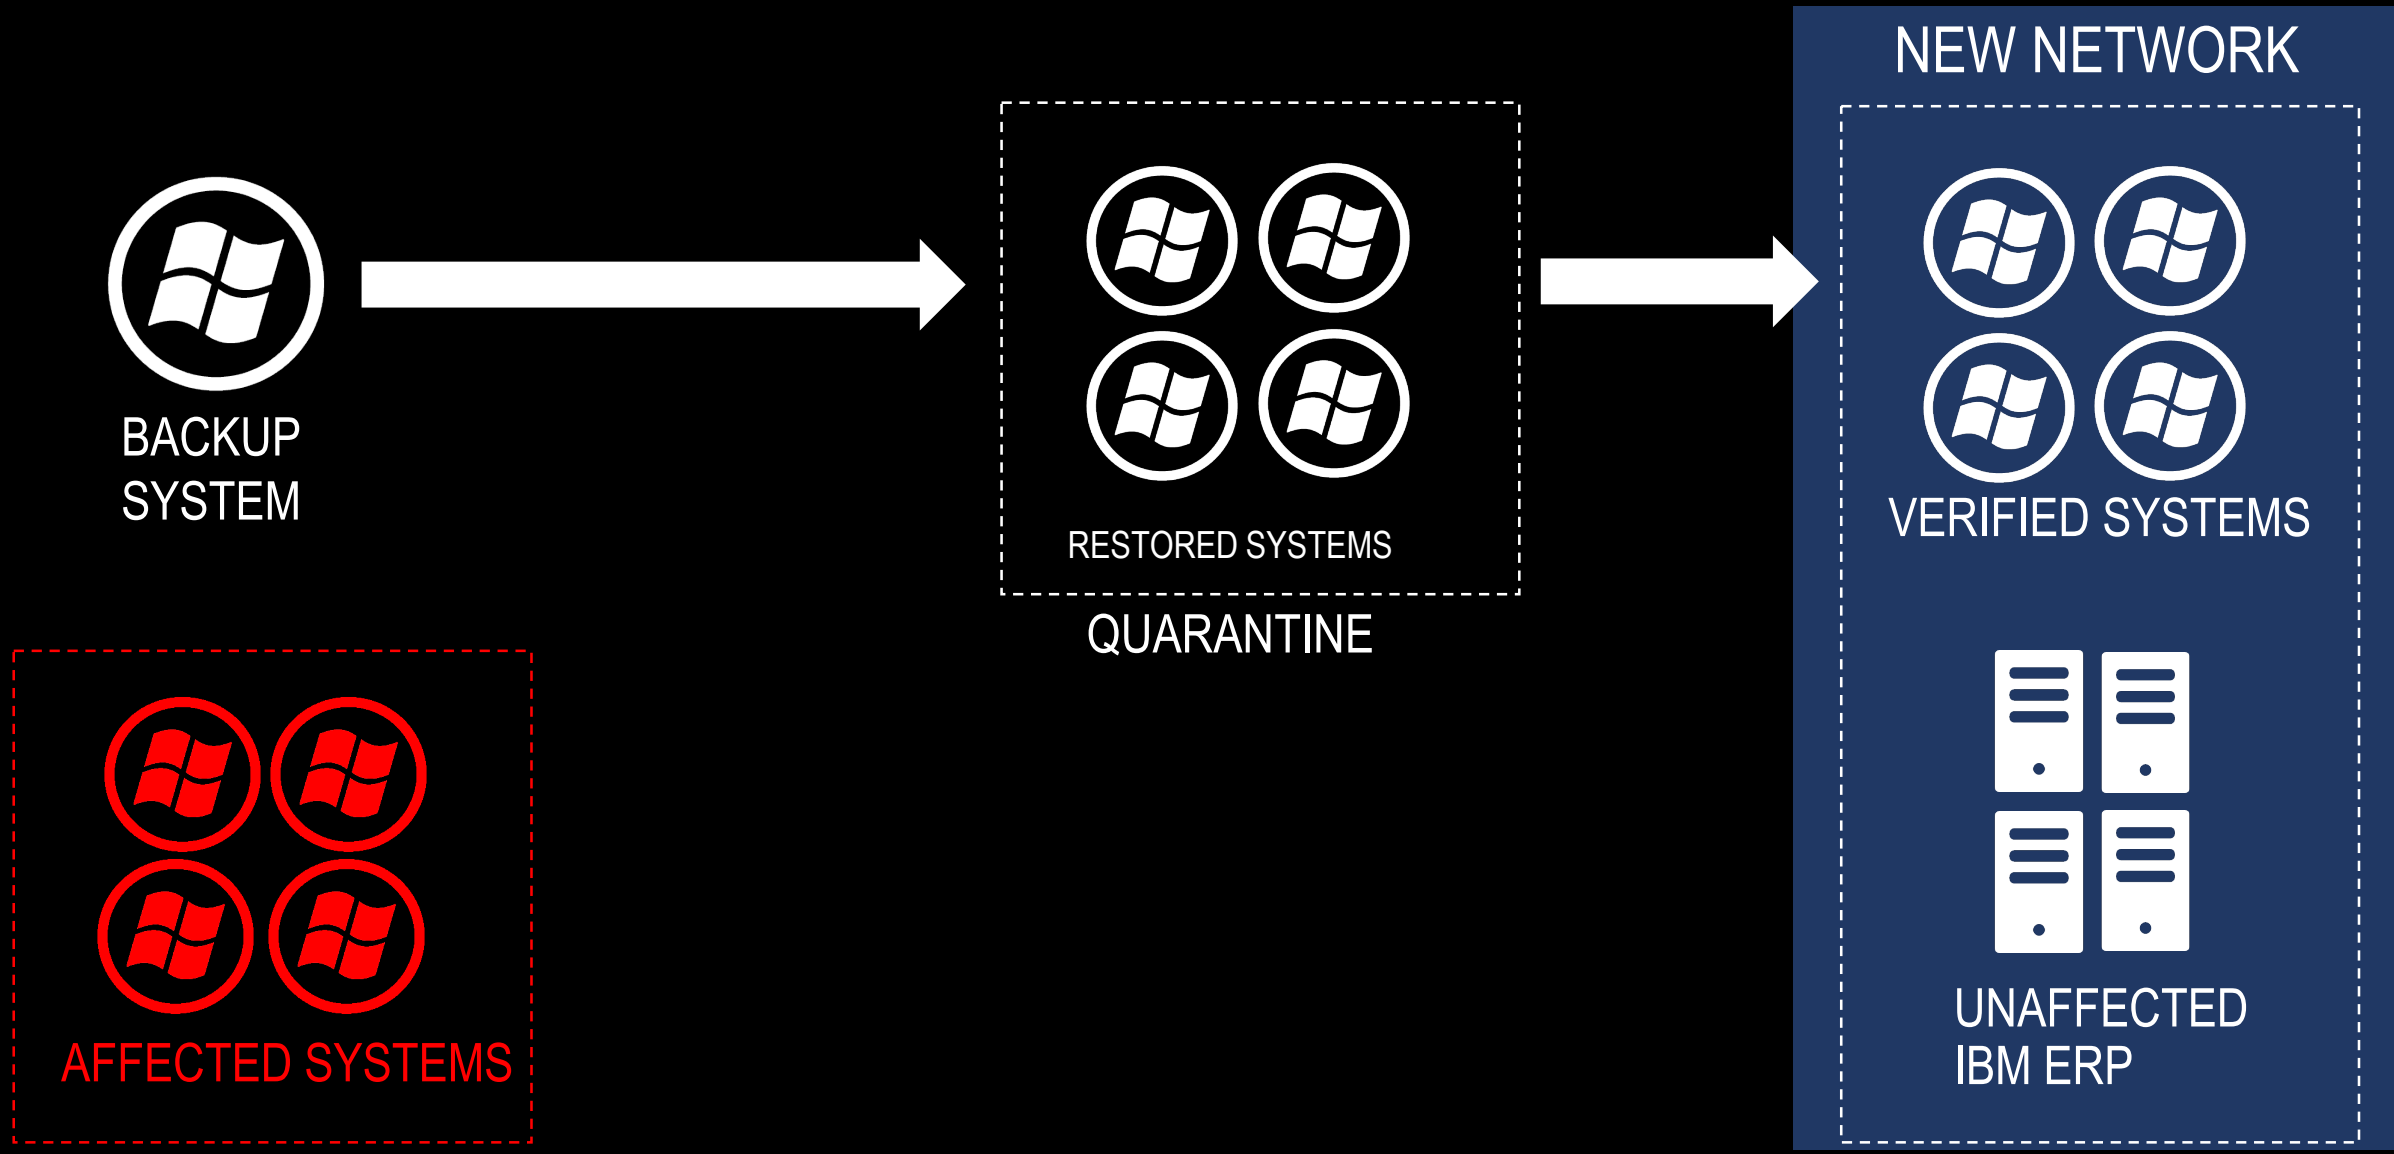 NEW NETWORK
BACKUP
SYSTEM
RESTORED SYSTEMS
QUARANTINE
VERIFIED SYSTEMS
AFFECTED SYSTEMS
UNAFFECTED
IBM ERP